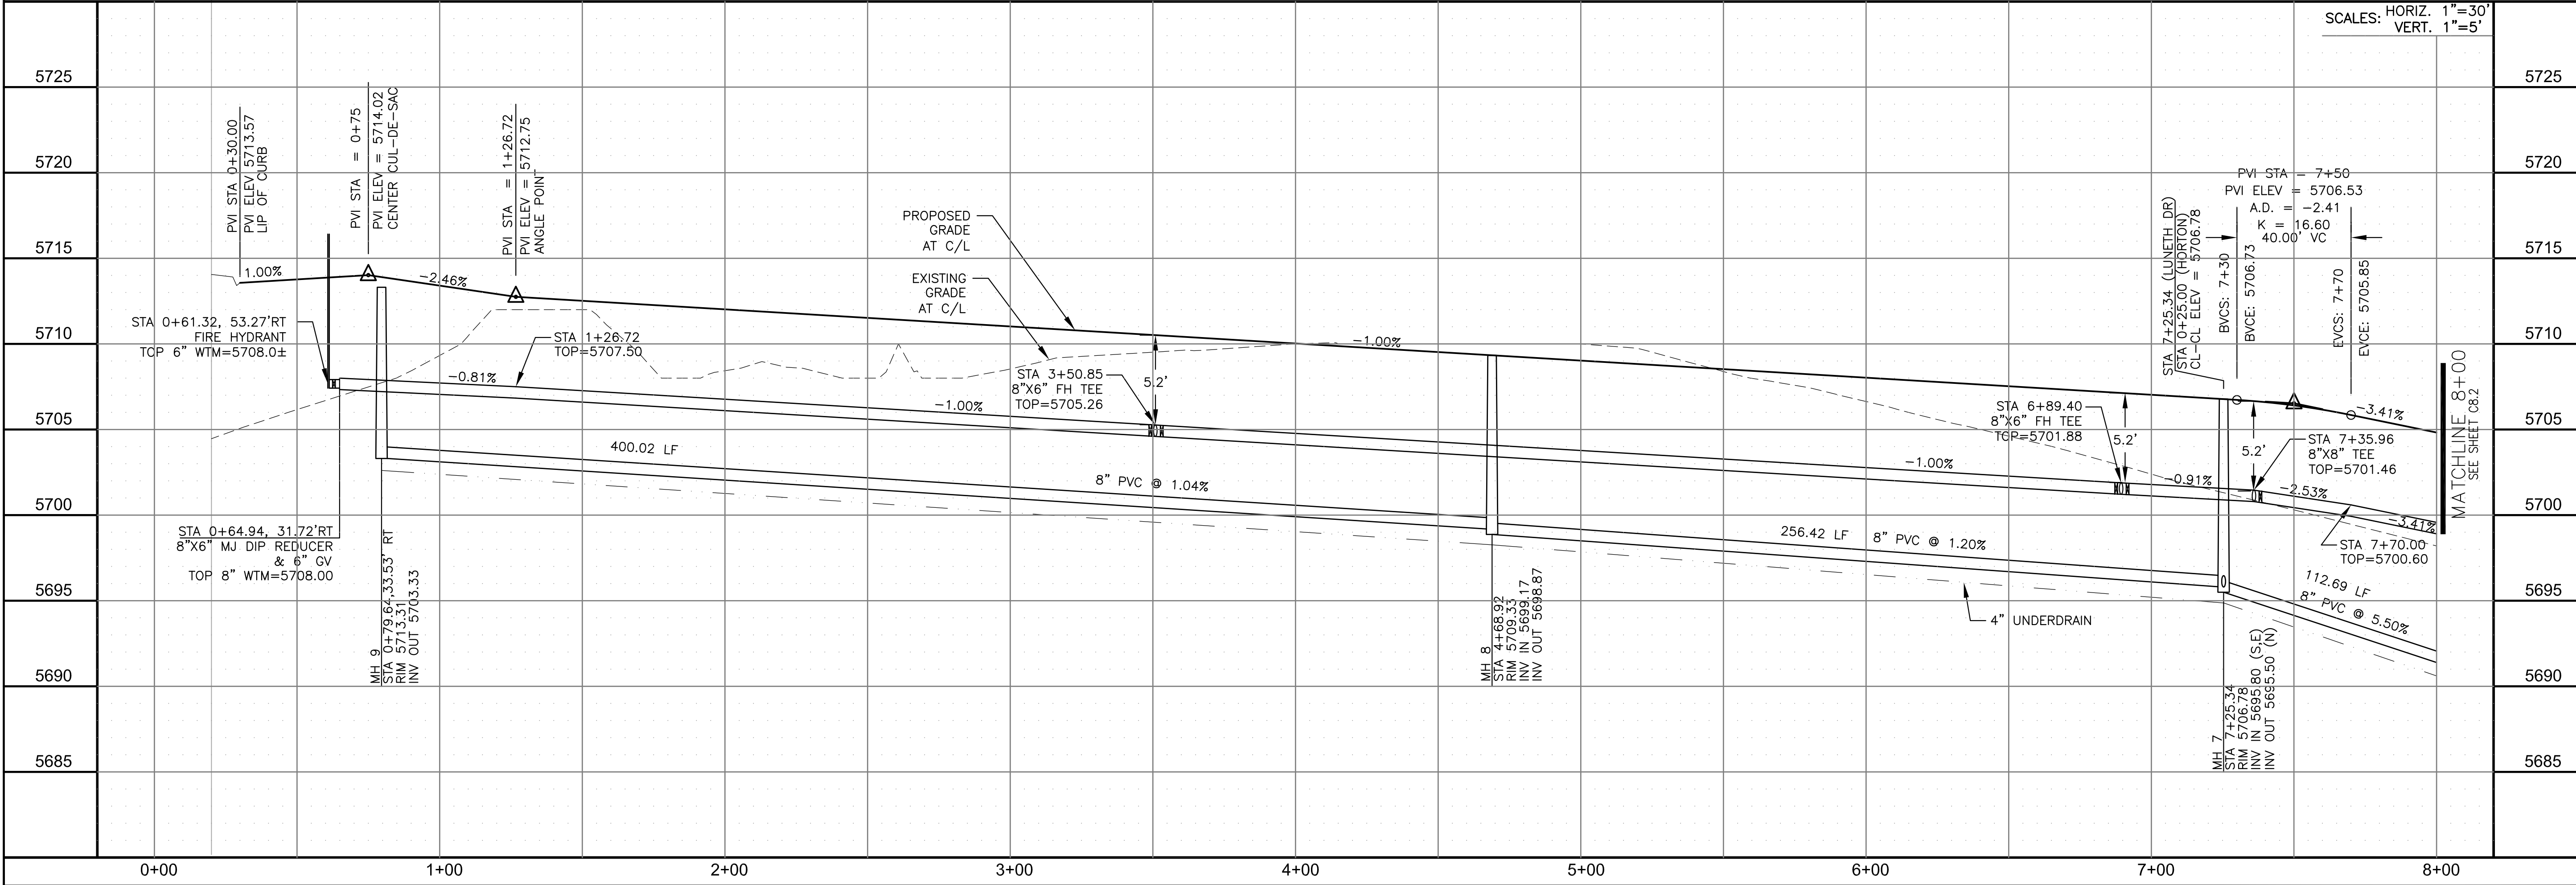 SCALES: HORIZ. 1"=30'
VERT. 1"=5'
5725
5725
5720
5720
5715
5715
5710
5710
5705
5705
5700
5700
5695
5695
5690
5690
5685
5685
PVI STA 0+30.00
PVI ELEV 5713.57
LIP OF CURB
PVI STA = 0+75
PVI ELEV = 5714.02
CENTER CUL-DE-SAC
PVI STA = 1+26.72
PVI ELEV = 5712.75
ANGLE POINT
1.00%
-2.46%
PROPOSED
GRADE
AT C/L
EXISTING
GRADE
AT C/L
-1.00%
STA 0+61.32, 53.27'RT
FIRE HYDRANT
TOP 6" WTM=5708.0±
STA 1+26.72
TOP=5707.50
-0.81%
-1.00%
STA 3+50.85
8"X6" FH TEE
TOP=5705.26
5.2'
400.02 LF
8" PVC @ 1.04%
STA 0+64.94, 31.72'RT
8"X6" MJ DIP REDUCER
& 6" GV
TOP 8" WTM=5708.00
MH 9
STA 0+79.64,33.53' RT
RIM 5713.31
INV OUT 5703.33
MH 8
STA 4+68.92
RIM 5709.33
INV IN 5699.17
INV OUT 5698.87
256.42 LF
8" PVC @ 1.20%
4" UNDERDRAIN
-1.00%
STA 6+89.40
8"X6" FH TEE
TOP=5701.88
5.2'
-0.91%
STA 7+25.34 (LUNETH DR)
STA 0+25.00 (HORTON)
CL-CL ELEV = 5706.78
PVI STA = 7+50
PVI ELEV = 5706.53
A.D. = -2.41
K = 16.60
40.00' VC
BVCS: 7+30
BVCE: 5706.73
EVCS: 7+70
EVCE: 5705.85
-3.41%
5.2'
STA 7+35.96
8"X8" TEE
TOP=5701.46
-2.53%
-3.41%
STA 7+70.00
TOP=5700.60
112.69 LF
8" PVC @ 5.50%
MH 7
STA 7+25.34
RIM 5706.78
INV IN 5695.80 (S,E)
INV OUT 5695.50 (N)
MATCHLINE 8+00
SEE SHEET C8.2
0+00
1+00
2+00
3+00
4+00
5+00
6+00
7+00
8+00